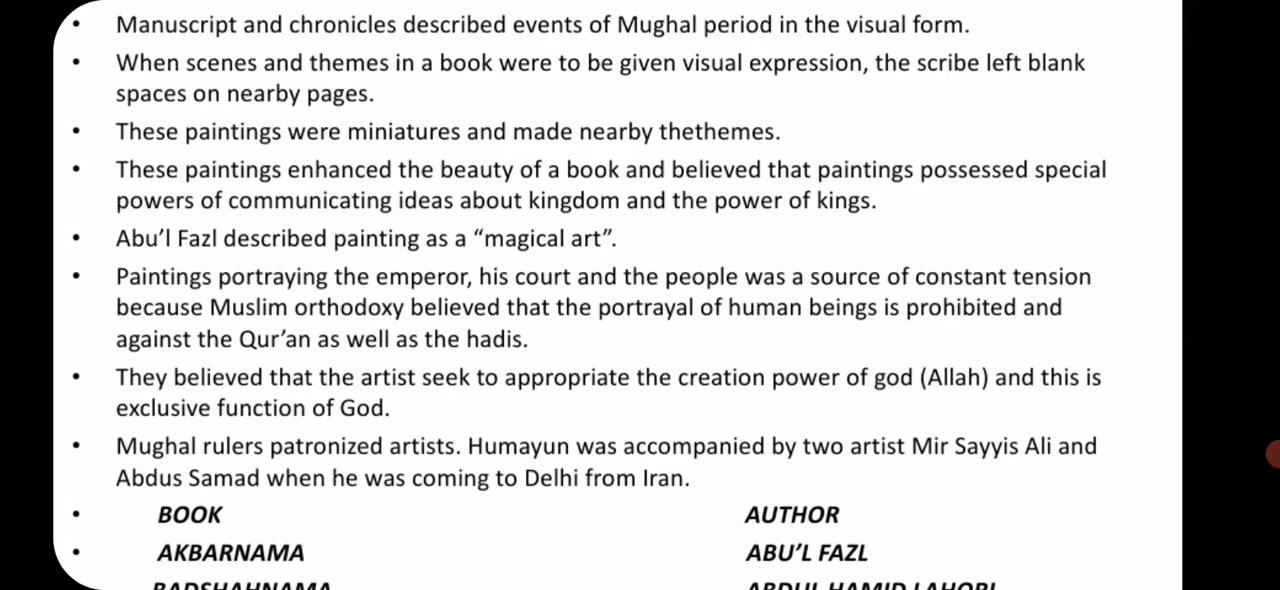 • Manuscript and chronicles described events of Mughal period in the visual form.
• When scenes and themes in a book were to be given visual expression, the scribe left blank
spaces on nearby pages.
• These paintings were miniatures and made nearby thethemes.
• These paintings enhanced the beauty of a book and believed that paintings possessed special
powers of communicating ideas about kingdom and the power of kings.
• Abu’l Fazl described painting as a “magical art”.
• Paintings portraying the emperor, his court and the people was a source of constant tension
because Muslim orthodoxy believed that the portrayal of human beings is prohibited and
against the Qur’an as well as the hadis.
• They believed that the artist seek to appropriate the creation power of god (Allah) and this is
exclusive function of God.
• Mughal rulers patronized artists. Humayun was accompanied by two artist Mir Sayyis Ali and
Abdus Samad when he was coming to Delhi from Iran.
• BOOK AUTHOR
• AKBARNAMA ABU’L FAZL
BADSHAHNAMA ABDUL HAMID LAHORI